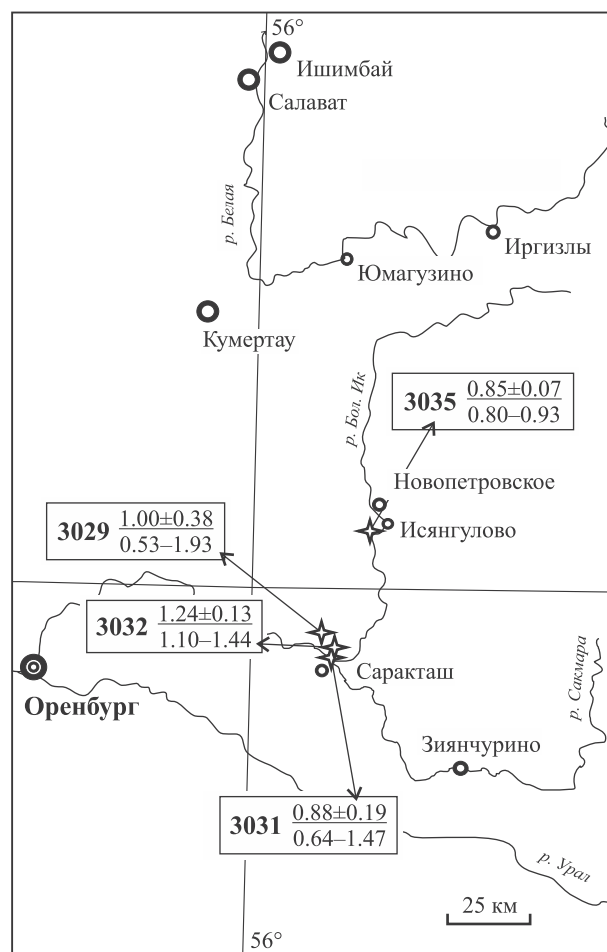 56°
Ишимбай
Салават
р. Белая
Иргизлы
Юмагузино
Кумертау
р. Бол. Ик
3035 0.85±0.07
0.80–0.93
Новопетровское
Исянгулово
3029 1.00±0.38
0.53–1.93
3032 1.24±0.13
1.10–1.44
Саракташ
р. Сакмара
Оренбург
Зиянчурино
3031 0.88±0.19
0.64–1.47
р. Урал
25 км
56°